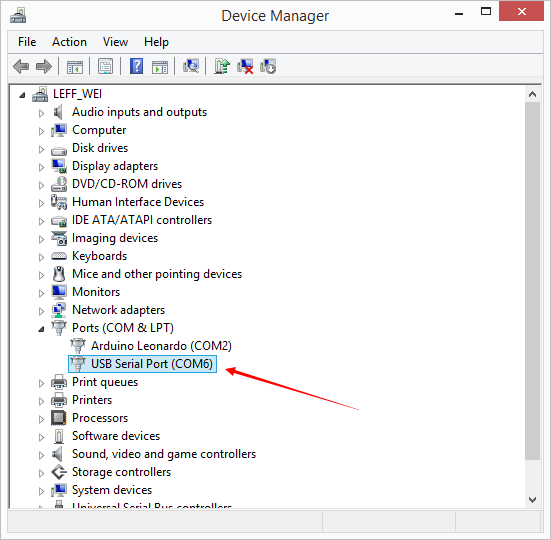 Device Manager
File Action View Help
LEFF_WEI
Audio inputs and outputs
Computer
Disk drives
Display adapters
DVD/CD-ROM drives
Human Interface Devices
IDE ATA/ATAPI controllers
Imaging devices
Keyboards
Mice and other pointing devices
Monitors
Network adapters
Ports (COM & LPT)
Arduino Leonardo (COM2)
USB Serial Port (COM6)
Print queues
Printers
Processors
Software devices
Sound, video and game controllers
Storage controllers
System devices
Universal Serial Bus controllers